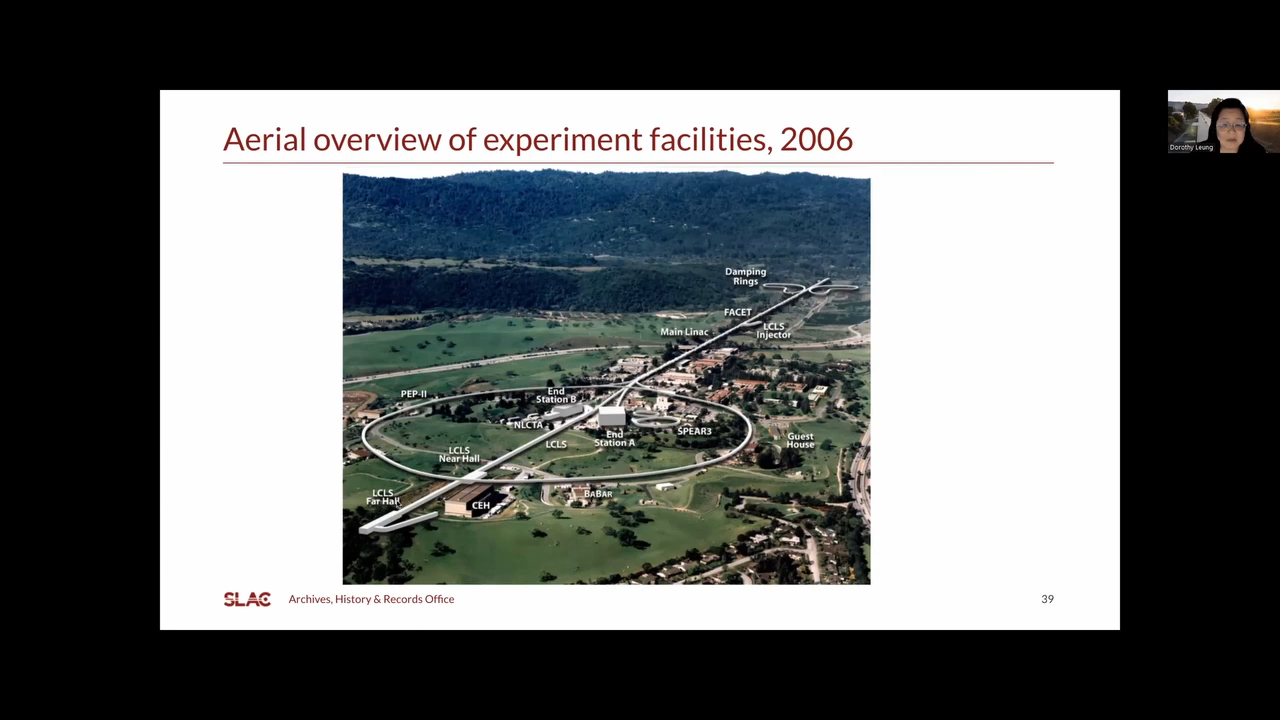 Aerial overview of experiment facilities, 2006
Dorothy Leung
Damping
Rings
FACET
LCLS
Injector
Main Linac
PEP-II
End
Station B
NLCTA
End
Station A
SPEAR3
LCLS
Guest
House
LCLS
Near Hall
LCLS
Far Hall
CEH
BABAR
SLAC
Archives, History & Records Office
39